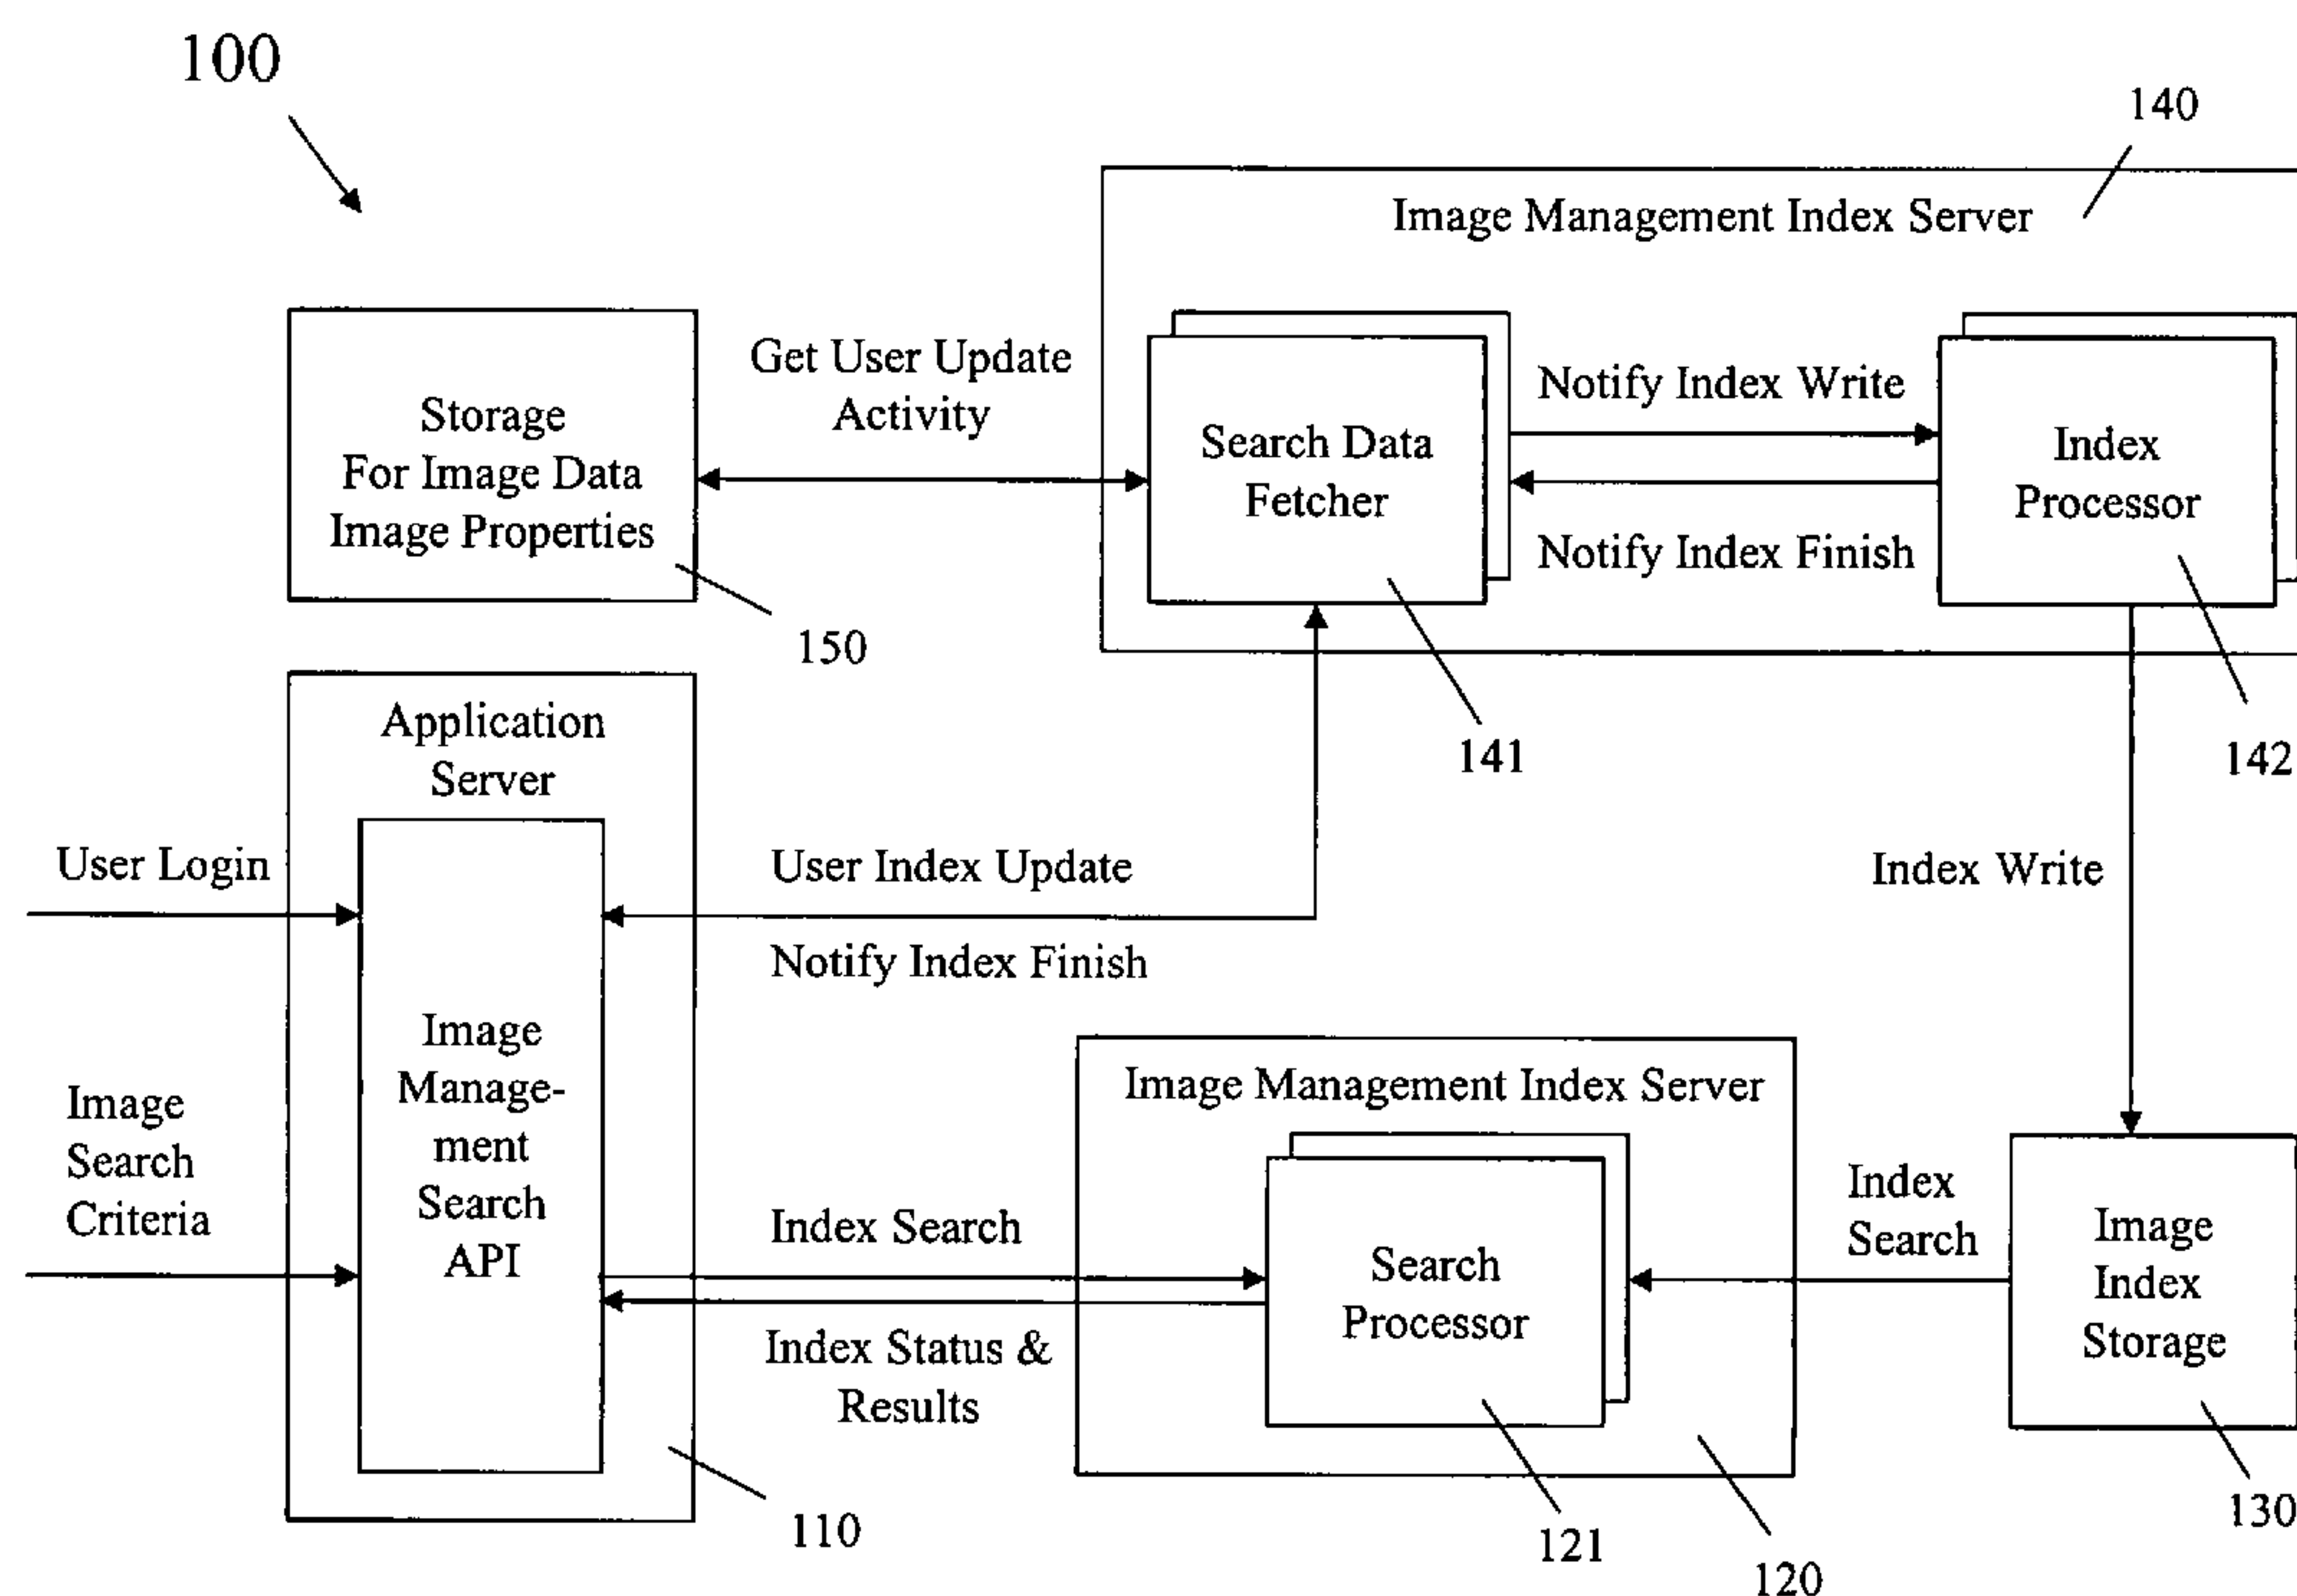 100
140
Image Management Index Server
Storage
For Image Data
Image Properties
150
Get User Update
Activity
Search Data
Fetcher
141
Notify Index Write
Notify Index Finish
Index
Processor
142
Application
Server
User Login
Image
Search
Criteria
Image
Manage-
ment
Search
API
110
User Index Update
Notify Index Finish
Index Write
Index Search
Index Status &
Results
Image Management Index Server
Search
Processor
121
120
Index
Search
Image
Index
Storage
130